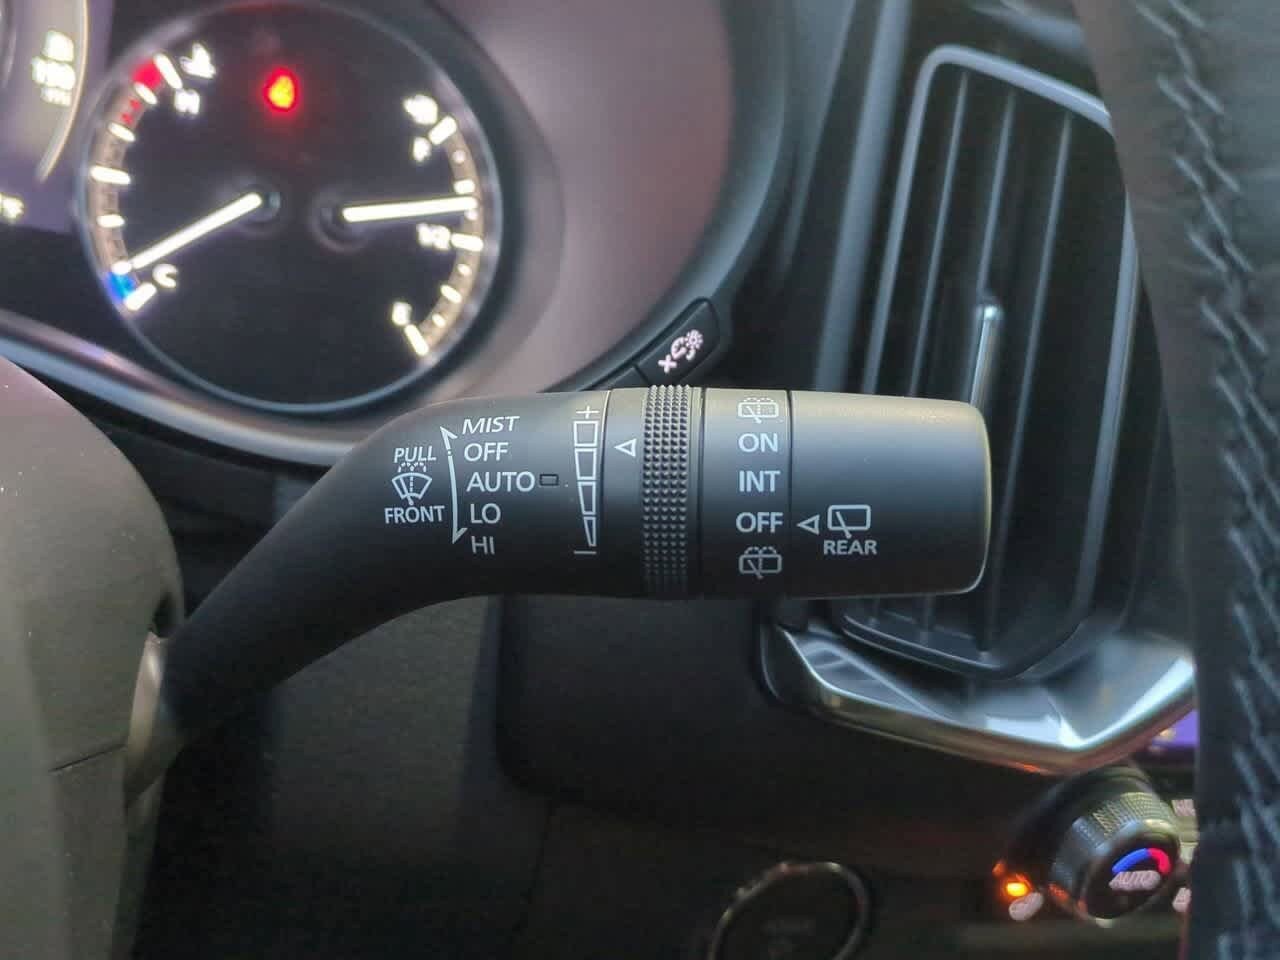 H
F
1/2
C
E
MIST
PULL
OFF
AUTO
FRONT
LO
HI
+
−
ON
INT
OFF
REAR
AUTO